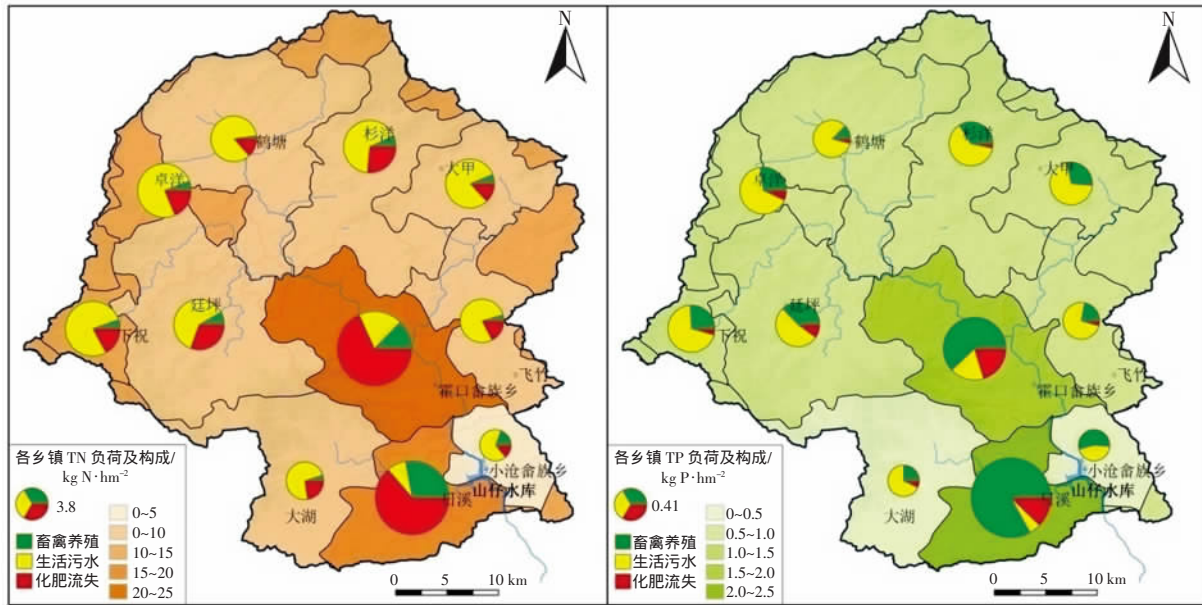 N
鹤塘
杉洋
大甲
卓洋
廷坪
下祝
飞竹
霍口畲族乡
小沧畲族乡
山仔水库
日溪
大湖
各乡镇 TN 负荷及构成/
kg N·hm⁻²
3.8
畜禽养殖
生活污水
化肥流失
0~5
0~10
10~15
15~20
20~25
0 5 10 km
N
鹤塘
杉洋
大甲
卓洋
廷坪
下祝
飞竹
霍口畲族乡
小沧畲族乡
山仔水库
日溪
大湖
各乡镇 TP 负荷及构成/
kg P·hm⁻²
0.41
畜禽养殖
生活污水
化肥流失
0~0.5
0.5~1.0
1.0~1.5
1.5~2.0
2.0~2.5
0 5 10 km